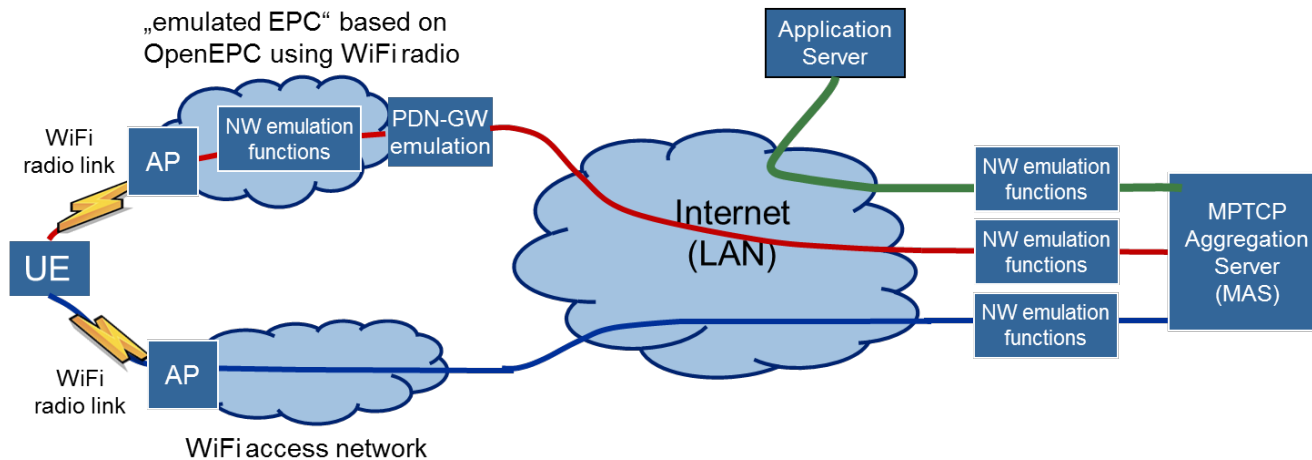 „emulated EPC“ based on
OpenEPC using WiFi radio
Application
Server
WiFi
radio link
AP
NW emulation
functions
PDN-GW
emulation
Internet
(LAN)
NW emulation
functions
NW emulation
functions
NW emulation
functions
MPTCP
Aggregation
Server
(MAS)
UE
WiFi
radio link
AP
WiFi access network